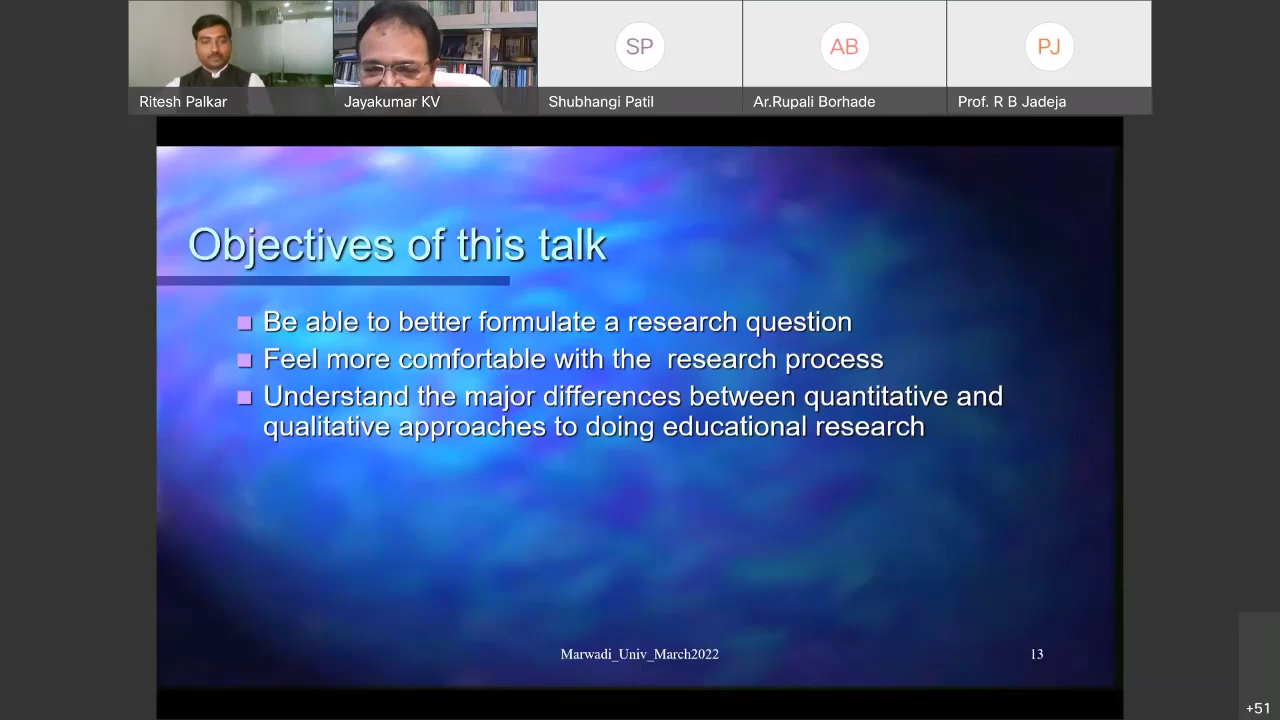 SP
AB
PJ
Ritesh Palkar
Jayakumar KV
Shubhangi Patil
Ar.Rupali Borhade
Prof. R B Jadeja
Objectives of this talk
Be able to better formulate a research question
Feel more comfortable with the research process
Understand the major differences between quantitative and
qualitative approaches to doing educational research
Marwadi_Univ_March2022
13
+51